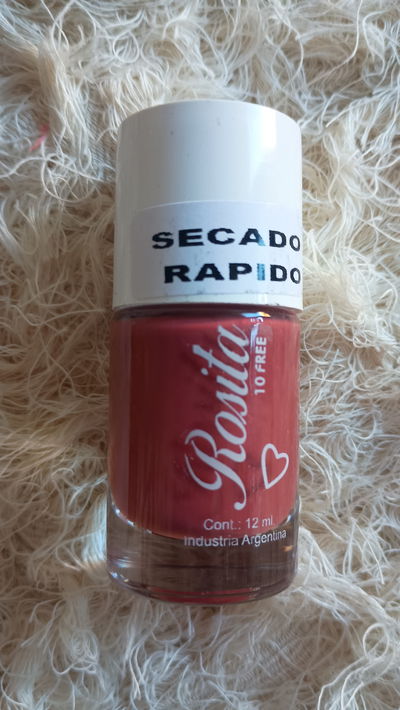 SECADO
RAPIDO
Rosita
10 FREE
Cont.: 12 ml.
Industria Argentina